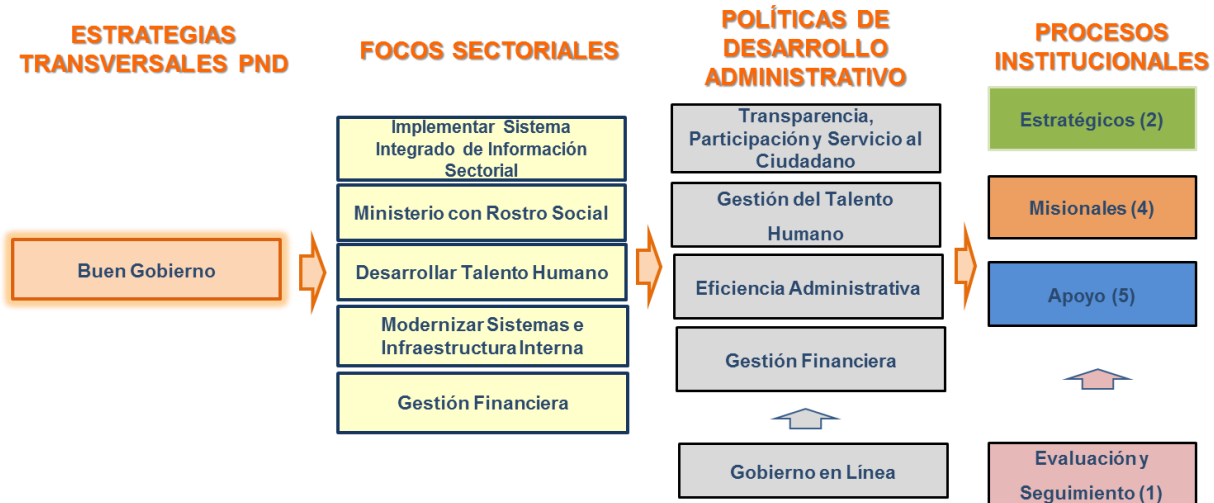 ESTRATEGIAS
TRANSVERSALES PND
FOCOS SECTORIALES
POLÍTICAS DE
DESARROLLO
ADMINISTRATIVO
PROCESOS
INSTITUCIONALES
Buen Gobierno
Implementar Sistema
Integrado de Información
Sectorial
Ministerio con Rostro Social
Desarrollar Talento Humano
Modernizar Sistemas e
Infraestructura Interna
Gestión Financiera
Transparencia,
Participación y Servicio al
Ciudadano
Gestión del Talento
Humano
Eficiencia Administrativa
Gestión Financiera
Gobierno en Línea
Estratégicos (2)
Misionales (4)
Apoyo (5)
Evaluación y
Seguimiento (1)